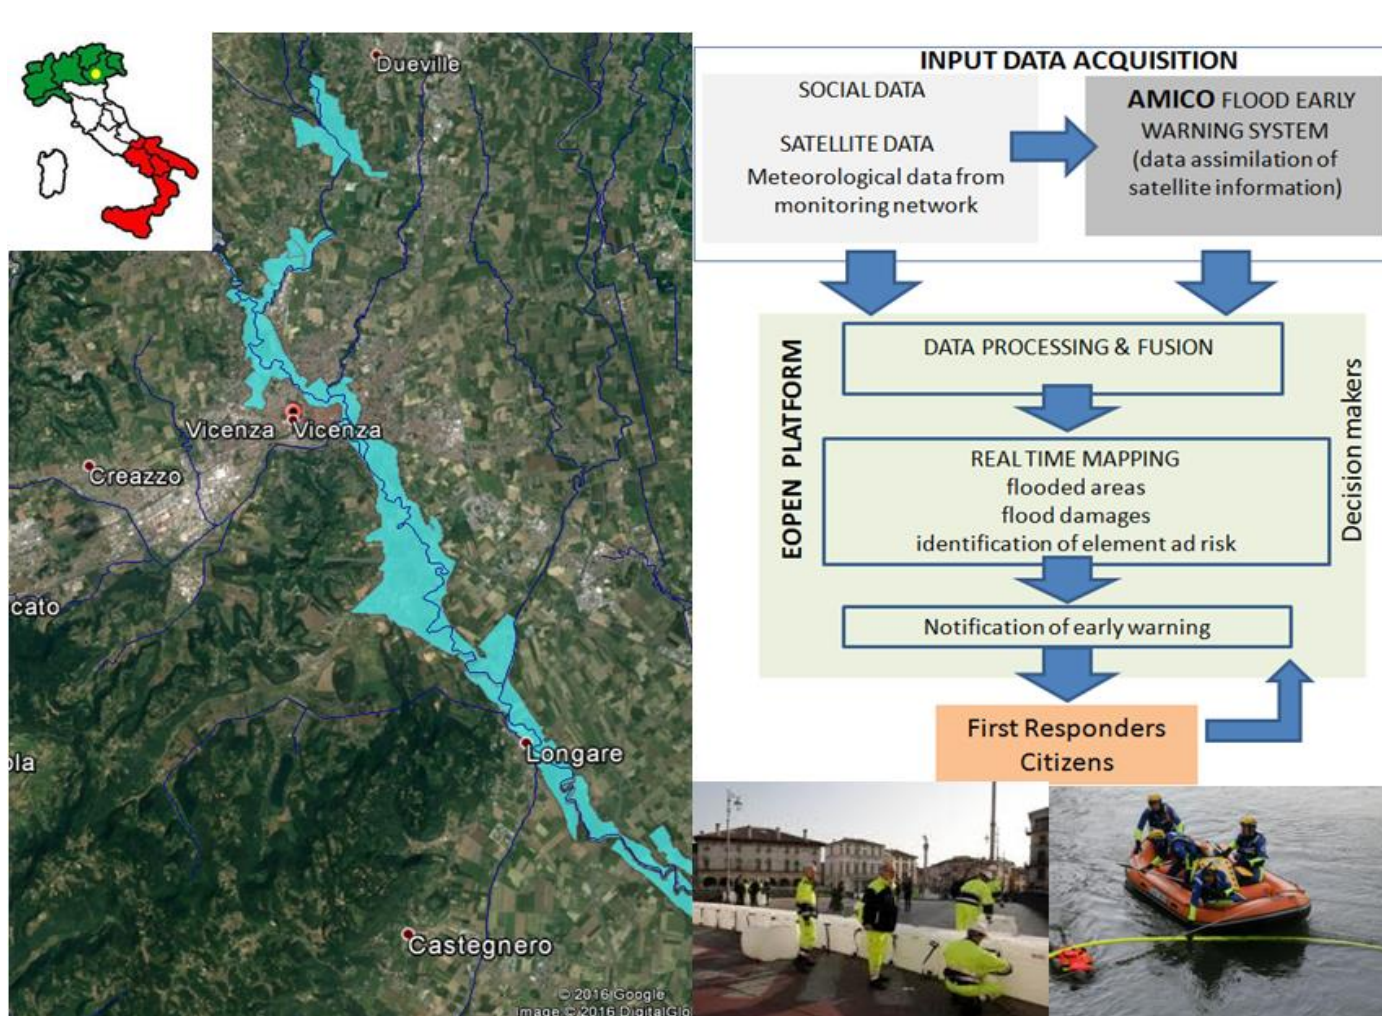 Dueville
Vicenza
Vicenza
Creazzo
cato
ola
Longare
Castegnero
© 2016 Google
Image © 2016 DigitalGlo
INPUT DATA ACQUISITION
SOCIAL DATA
SATELLITE DATA
Meteorological data from
monitoring network
AMICO FLOOD EARLY
WARNING SYSTEM
(data assimilation of
satellite information)
EOPEN PLATFORM
DATA PROCESSING & FUSION
REAL TIME MAPPING
flooded areas
flood damages
identification of element ad risk
Notification of early warning
Decision makers
First Responders
Citizens